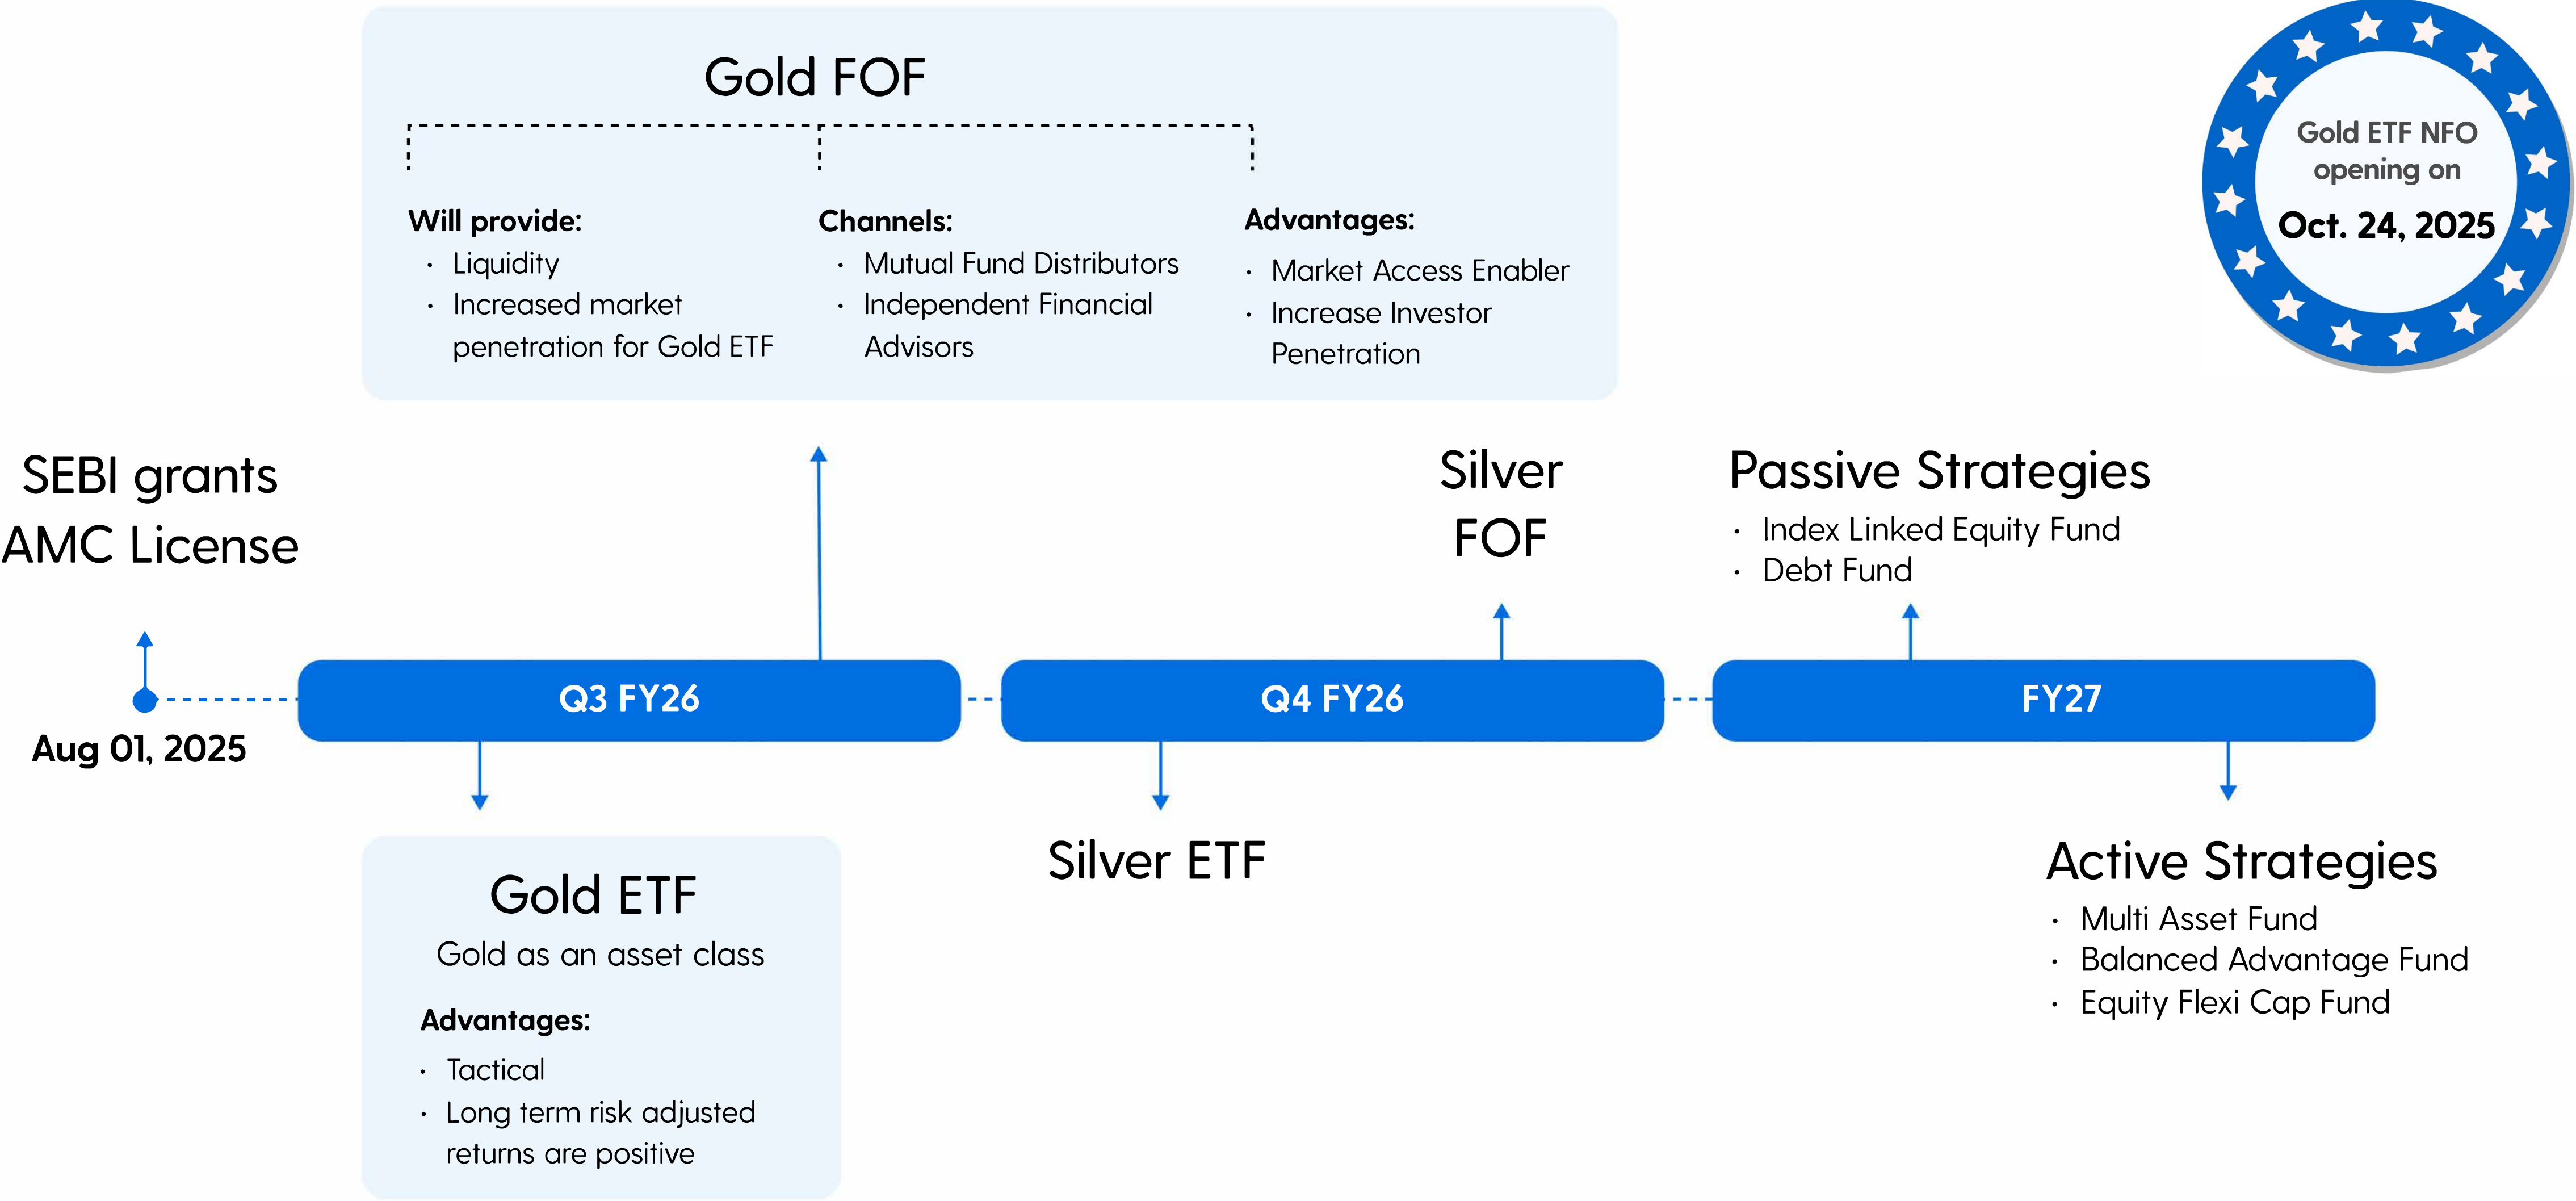 Gold FOF
Will provide:
· Liquidity
· Increased market
penetration for Gold ETF
Channels:
· Mutual Fund Distributors
· Independent Financial
Advisors
Advantages:
· Market Access Enabler
· Increase Investor
Penetration
Gold ETF NFO
opening on
Oct. 24, 2025
SEBI grants
AMC License
Silver
FOF
Passive Strategies
· Index Linked Equity Fund
· Debt Fund
Aug 01, 2025
Q3 FY26
Q4 FY26
FY27
Gold ETF
Gold as an asset class
Advantages:
· Tactical
· Long term risk adjusted
returns are positive
Silver ETF
Active Strategies
· Multi Asset Fund
· Balanced Advantage Fund
· Equity Flexi Cap Fund